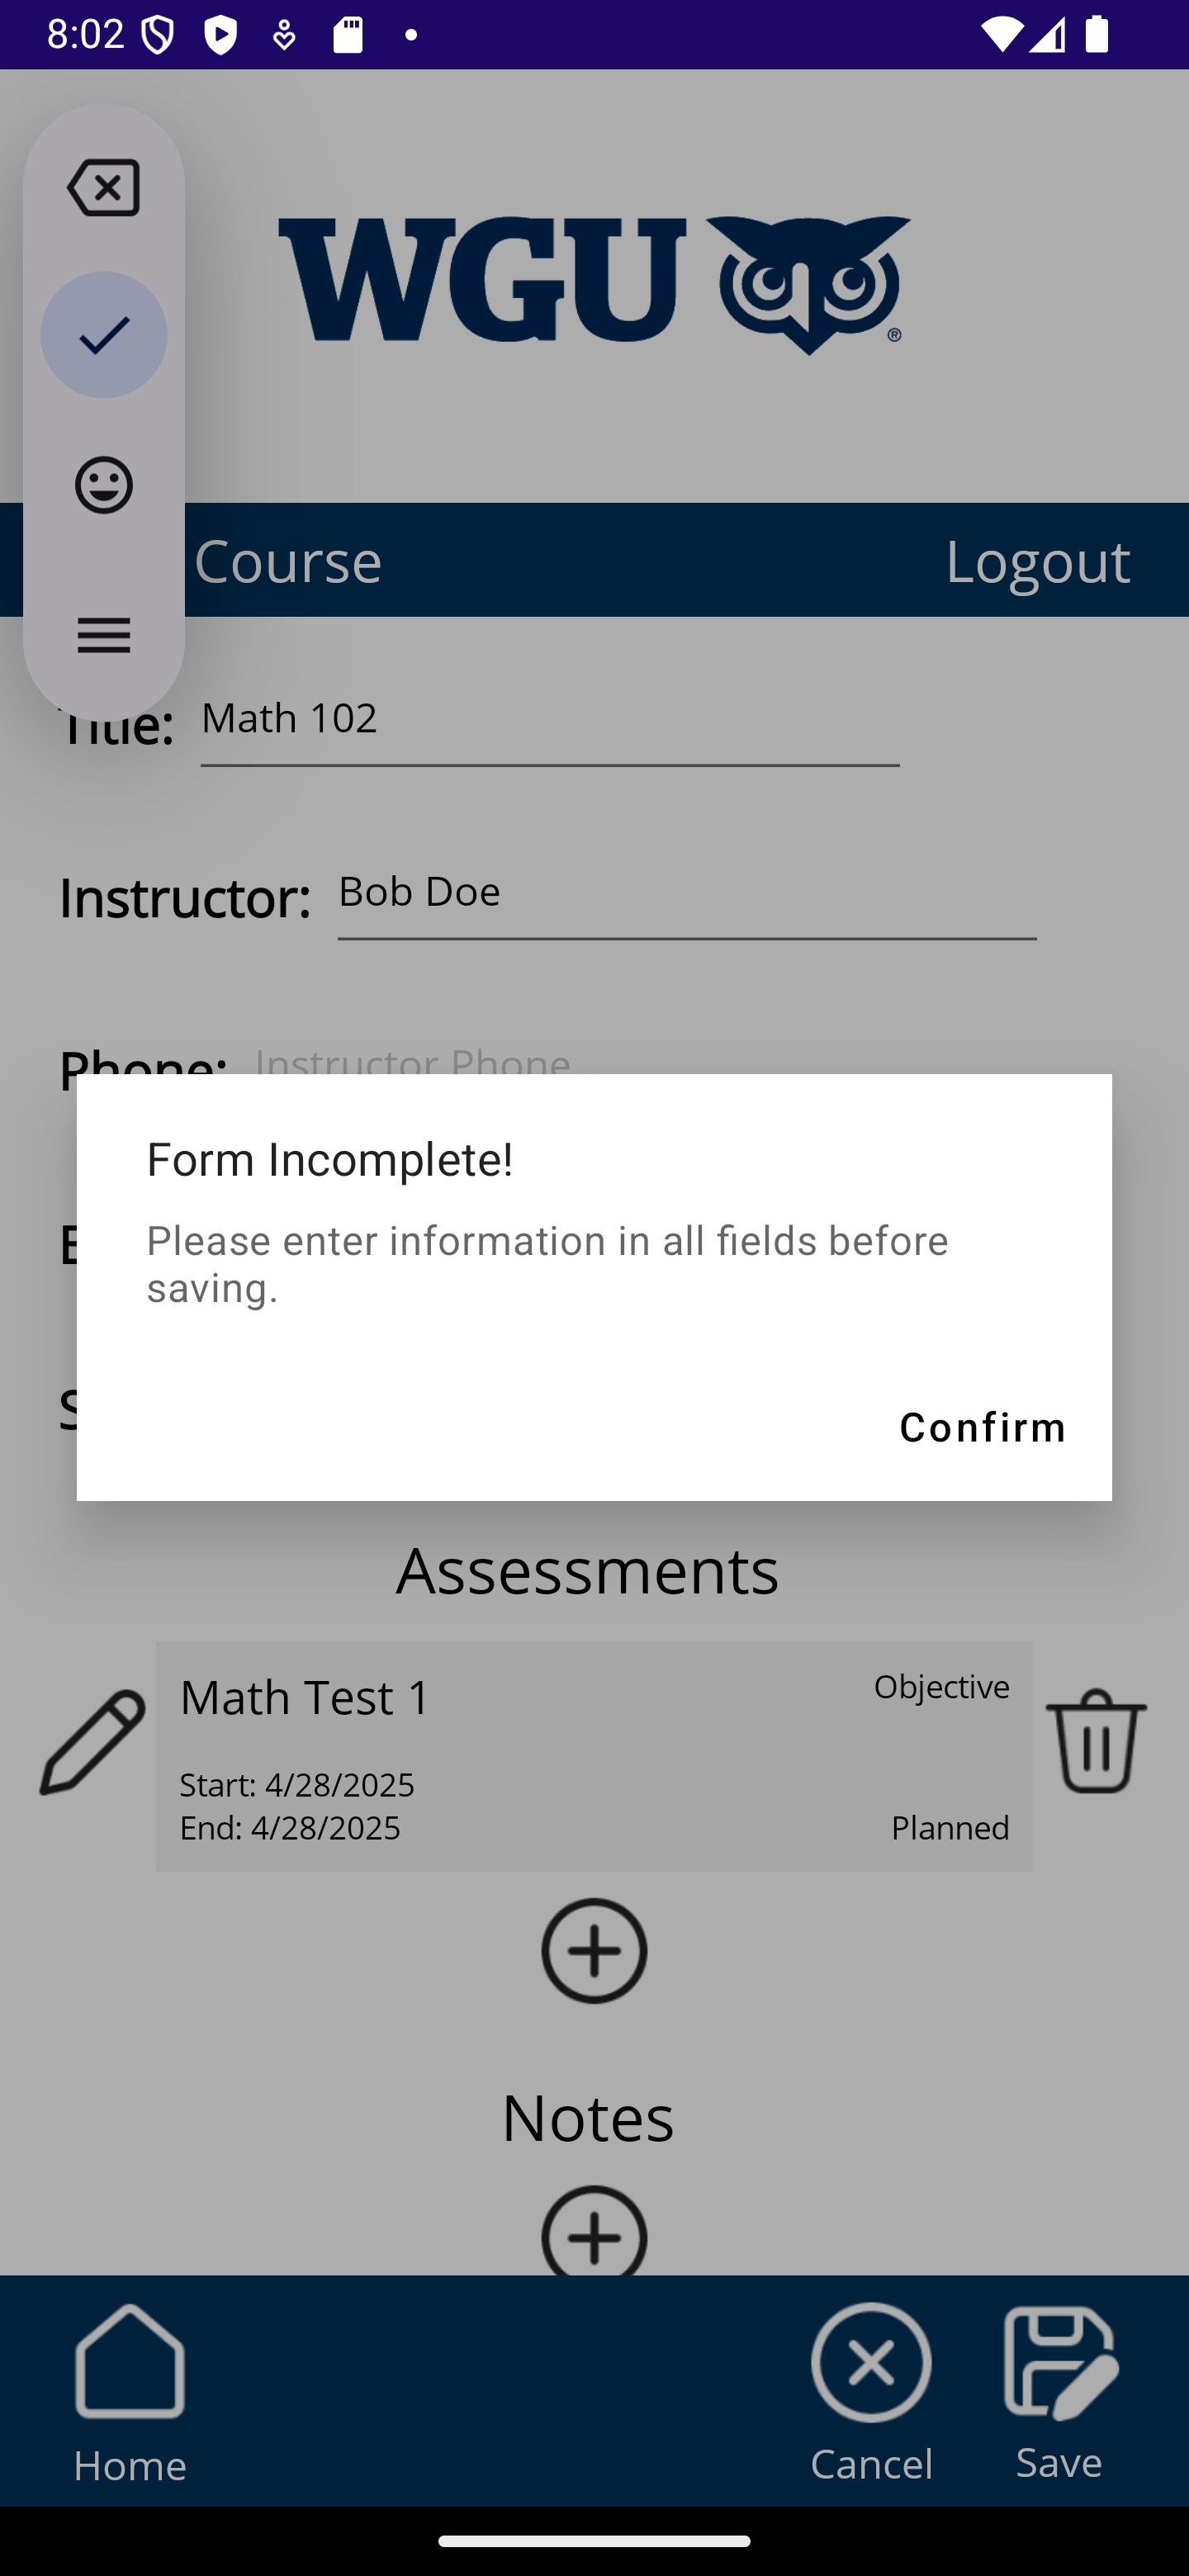 8:02
WGU
®
Course Logout
Title: Math 102
Instructor: Bob Doe
Phone: Instructor Phone...
Form Incomplete!
Please enter information in all fields before
saving.
Confirm
Assessments
Math Test 1 Objective
Start: 4/28/2025
End: 4/28/2025 Planned
Notes
Home Cancel Save